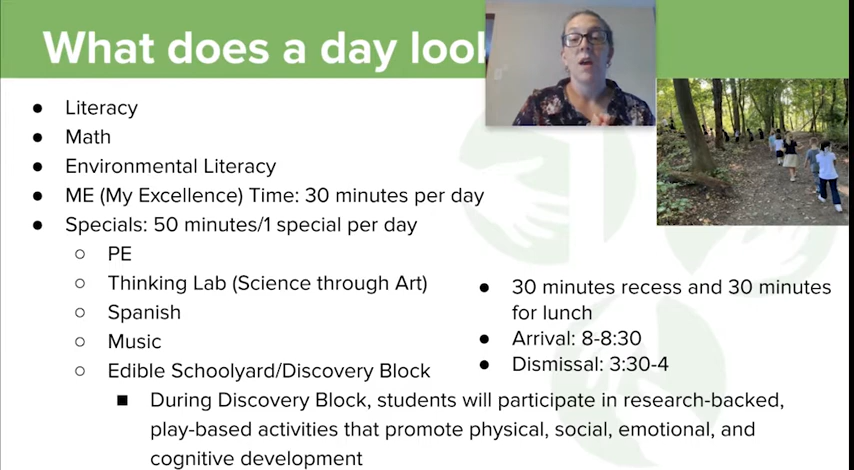 What does a day look
● Literacy
● Math
● Environmental Literacy
● ME (My Excellence) Time: 30 minutes per day
● Specials: 50 minutes/1 special per day
○ PE
○ Thinking Lab (Science through Art)
○ Spanish
○ Music
○ Edible Schoolyard/Discovery Block
■ During Discovery Block, students will participate in research-backed,
play-based activities that promote physical, social, emotional, and
cognitive development
● 30 minutes recess and 30 minutes
for lunch
● Arrival: 8-8:30
● Dismissal: 3:30-4